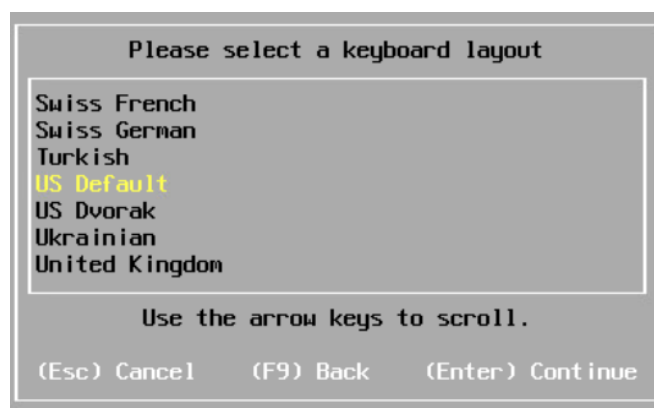 Please select a keyboard layout
Swiss French
Swiss German
Turkish
US Default
US Dvorak
Ukrainian
United Kingdom
Use the arrow keys to scroll.
(Esc) Cancel (F9) Back (Enter) Continue